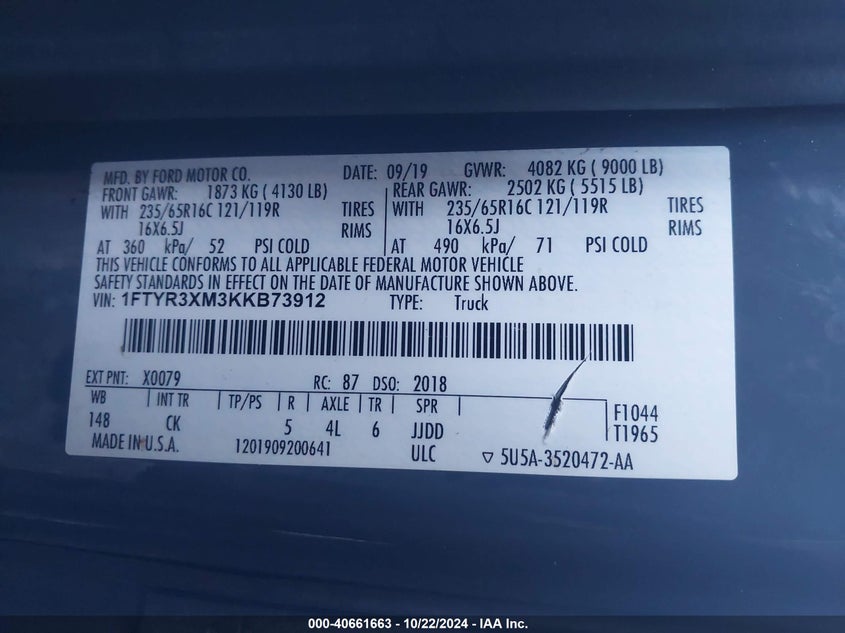 MFD. BY FORD MOTOR CO. DATE: 09/19 GVWR: 4082 KG ( 9000 LB)
FRONT GAWR: 1873 KG ( 4130 LB) REAR GAWR: 2502 KG ( 5515 LB)
WITH 235/65R16C 121/119R TIRES WITH 235/65R16C 121/119R TIRES
16X6.5J RIMS 16X6.5J RIMS
AT 360 kPa/ 52 PSI COLD AT 490 kPa/ 71 PSI COLD
THIS VEHICLE CONFORMS TO ALL APPLICABLE FEDERAL MOTOR VEHICLE
SAFETY STANDARDS IN EFFECT ON THE DATE OF MANUFACTURE SHOWN ABOVE.
VIN: 1FTYR3XM3KKB73912 TYPE: Truck
EXT PNT: X0079 RC: 87 DSO: 2018
WB INT TR TP/PS R AXLE TR SPR F1044
148 CK 5 4L 6 JJDD T1965
MADE IN U.S.A. 1201909200641 ULC ▽ 5U5A-3520472-AA
000-40661663 - 10/22/2024 - IAA Inc.